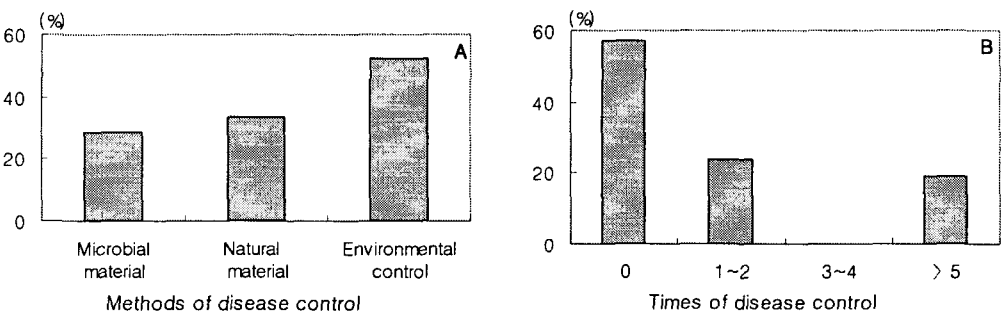 (%)
60
40
20
0
A
Microbial material
Natural material
Environmental control
Methods of disease control
(%)
60
40
20
0
B
0
1~2
3~4
> 5
Times of disease control